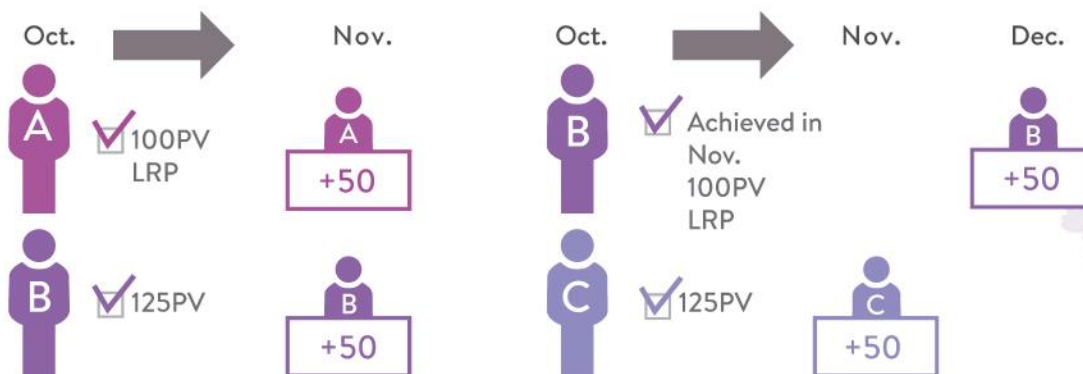 Oct.
Nov.
A
100PV
LRP
A
+50
B
125PV
B
+50
Oct.
Nov.
Dec.
B
Achieved in
Nov.
100PV
LRP
B
+50
C
125PV
C
+50